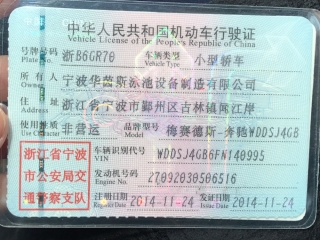 中华人民共和国机动车行驶证
Vehicle License of the People's Republic of China
号牌号码 浙B6GR70 车辆类型 小型轿车
Plate No. Vehicle Type
所有人 宁波华蕾斯泳池设备制造有限公司
Owner
住址 浙江省宁波市鄞州区古林镇陈江岸
Address
使用性质 非营运 品牌型号 梅赛德斯-奔驰WDDSJ4GB
Use Character Model
浙江省宁波
市公安局交
通警察支队
车辆识别代号 WDDSJ4GB6FN140995
VIN
发动机号码 27092030506516
Engine No.
注册日期 2014-11-24 发证日期 2014-11-24
Register Date Issue Date